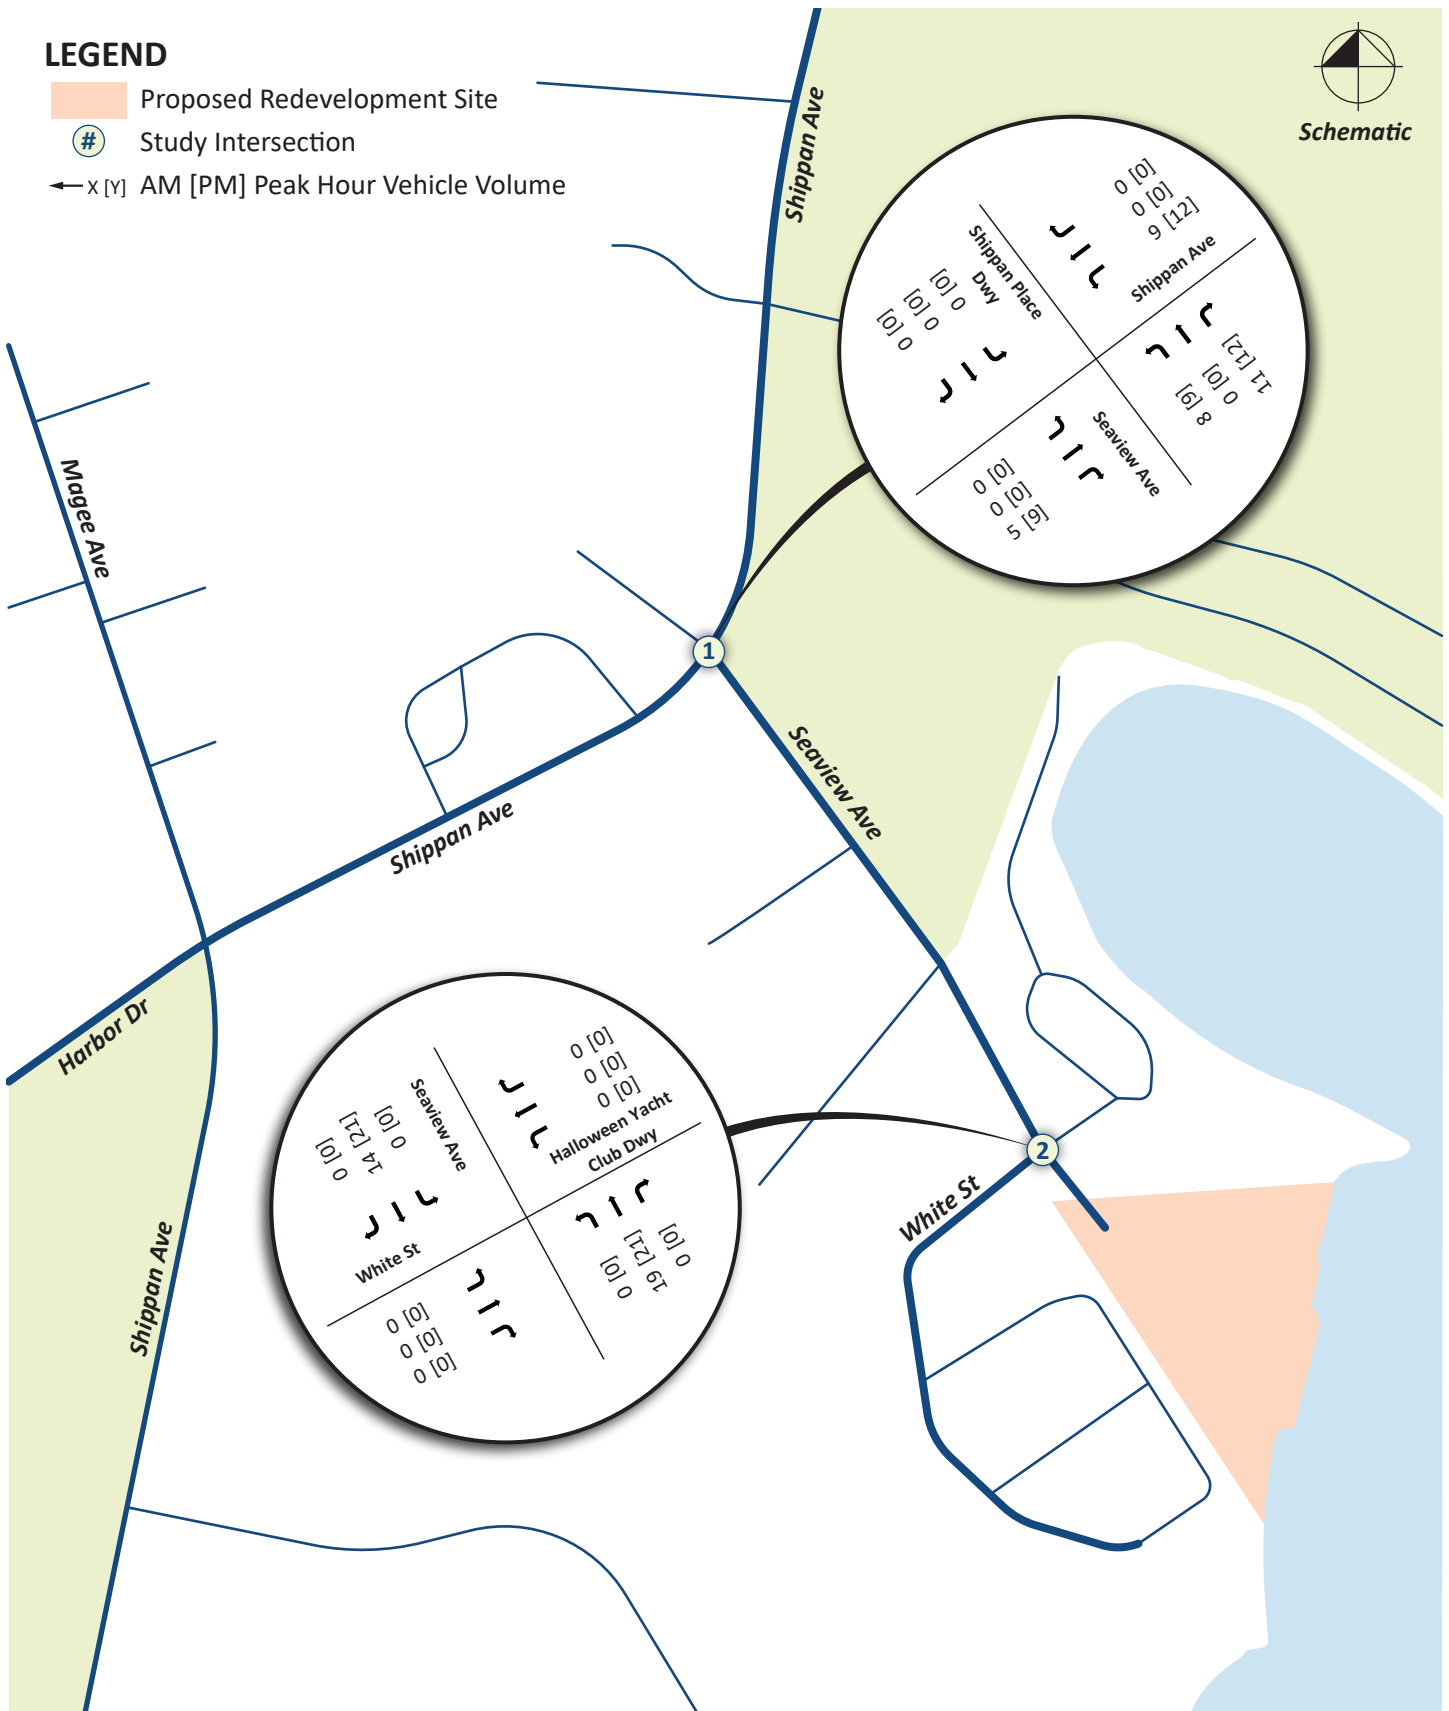 LEGEND
Proposed Redevelopment Site
# Study Intersection
X [Y] AM [PM] Peak Hour Vehicle Volume
Schematic
Shippan Ave
0 [0]
0 [0]
9 [12]
Shippan Ave
Shippan Place
Dwy
0 [0]
0 [0]
0 [0]
11 [12]
0 [0]
8 [9]
Seaview Ave
0 [0]
0 [0]
5 [9]
Magee Ave
1
Seaview Ave
Shippan Ave
Harbor Dr
0 [0]
0 [0]
0 [0]
Halloween Yacht
Club Dwy
Seaview Ave
0 [0]
14 [21]
0 [0]
White St
0 [0]
19 [21]
0 [0]
0 [0]
0 [0]
0 [0]
2
White St
Shippan Ave